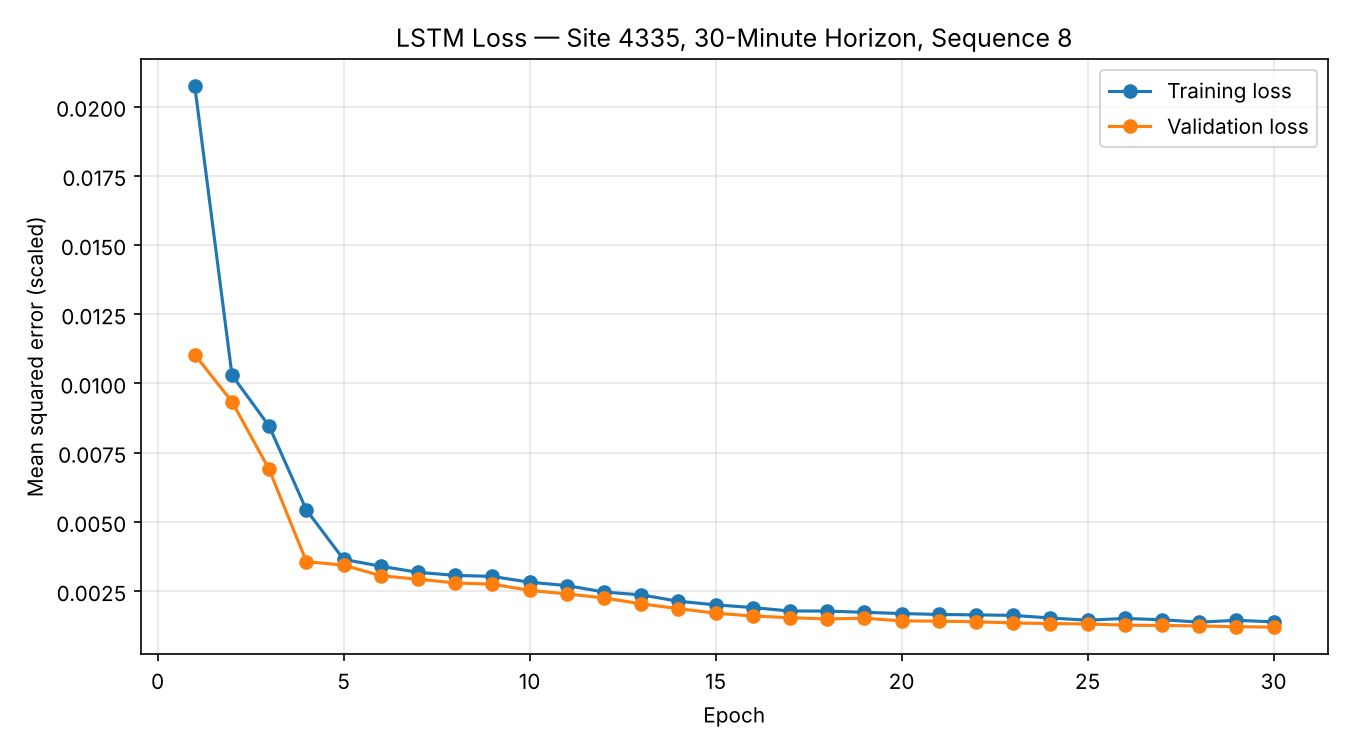 LSTM Loss — Site 4335, 30-Minute Horizon, Sequence 8
Training loss
Validation loss
Mean squared error (scaled)
0.0200
0.0175
0.0150
0.0125
0.0100
0.0075
0.0050
0.0025
0 5 10 15 20 25 30
Epoch